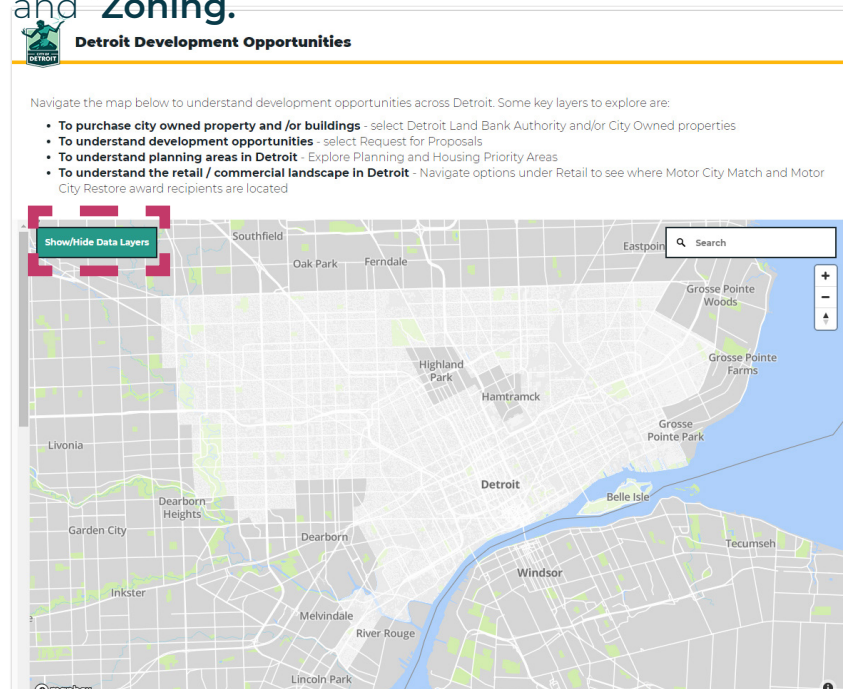 and Zoning.
CITY OF
DETROIT
Detroit Development Opportunities
Navigate the map below to understand development opportunities across Detroit. Some key layers to explore are:
• To purchase city owned property and /or buildings - select Detroit Land Bank Authority and/or City Owned properties
• To understand development opportunities - select Request for Proposals
• To understand planning areas in Detroit - Explore Planning and Housing Priority Areas
• To understand the retail / commercial landscape in Detroit - Navigate options under Retail to see where Motor City Match and Motor
City Restore award recipients are located
Show/Hide Data Layers
Search
Southfield
Eastpoin
Oak Park
Ferndale
Grosse Pointe
Woods
Highland
Park
Grosse Pointe
Farms
Hamtramck
Grosse
Pointe Park
Livonia
Detroit
Belle Isle
Dearborn
Heights
Garden City
Dearborn
Tecumseh
Windsor
Inkster
Melvindale
River Rouge
Lincoln Park
mapbox